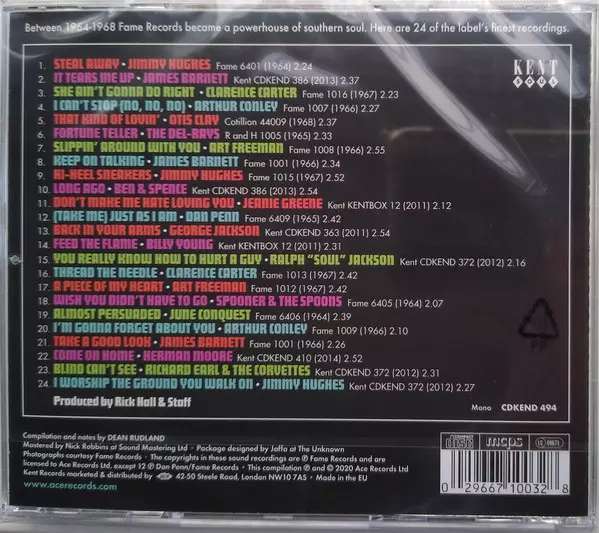 Between 1964-1968 Fame Records became a powerhouse of southern soul. Here are 24 of the label's finest recordings.
KENT
SOUL
1. STEAL AWAY • JIMMY HUGHES Fame 6401 (1964) 2.24
2. IT TEARS ME UP • JAMES BARNETT Kent CDKEND 386 (2013) 2.37
3. SHE AIN'T GONNA DO RIGHT • CLARENCE CARTER Fame 1016 (1967) 2.23
4. I CAN'T STOP (NO, NO, NO) • ARTHUR CONLEY Fame 1007 (1966) 2.27
5. THAT KIND OF LOVIN' • OTIS CLAY Cotillion 44009 (1968) 2.37
6. FORTUNE TELLER • THE DEL-RAYS R and H 1005 (1965) 2.33
7. SLIPPIN' AROUND WITH YOU • ART FREEMAN Fame 1008 (1966) 2.55
8. KEEP ON TALKING • JAMES BARNETT Fame 1001 (1966) 2.34
9. HI-HEEL SNEAKERS • JIMMY HUGHES Fame 1015 (1967) 2.52
10. LONG AGO • BEN & SPENCE Kent CDKEND 386 (2013) 2.54
11. DON'T MAKE ME HATE LOVING YOU • JEANIE GREENE Kent KENTBOX 12 (2011) 2.12
12. (TAKE ME) JUST AS I AM • DAN PENN Fame 6409 (1965) 2.42
13. BACK IN YOUR ARMS • GEORGE JACKSON Kent CDKEND 363 (2011) 2.54
14. FEED THE FLAME • BILLY YOUNG Kent KENTBOX 12 (2011) 2.31
15. YOU REALLY KNOW HOW TO HURT A GUY • RALPH "SOUL" JACKSON Kent CDKEND 372 (2012) 2.16
16. THREAD THE NEEDLE • CLARENCE CARTER Fame 1013 (1967) 2.42
17. A PIECE OF MY HEART • ART FREEMAN Fame 1012 (1967) 2.42
18. WISH YOU DIDN'T HAVE TO GO • SPOONER & THE SPOONS Fame 6405 (1964) 2.07
19. ALMOST PERSUADED • JUNE CONQUEST Fame 6406 (1964) 2.39
20. I'M GONNA FORGET ABOUT YOU • ARTHUR CONLEY Fame 1009 (1966) 2.10
21. TAKE A GOOD LOOK • JAMES BARNETT Fame 1001 (1966) 2.26
22. COME ON HOME • HERMAN MOORE Kent CDKEND 410 (2014) 2.52
23. BLIND CAN'T SEE • RICHARD EARL & THE CORVETTES Kent CDKEND 372 (2012) 2.31
24. I WORSHIP THE GROUND YOU WALK ON • JIMMY HUGHES Kent CDKEND 372 (2012) 2.27
Produced by Rick Hall & Staff
Mono CDKEND 494
Compilation and notes by DEAN RUDLAND
Mastered by Nick Robbins at Sound Mastering Ltd • Package designed by Jaffa at The Unknown
Photographs courtesy Fame Records • The copyrights in these sound recordings are ℗ Fame Records and are
licensed to Ace Records Ltd, except 12 ℗ Dan Penn/Fame Records • This compilation ℗ and © 2020 Ace Records Ltd
Kent Records marketed & distributed by ACE 42-50 Steele Road, London NW10 7AS • Made in the EU
www.acerecords.com
COMPACT disc
mcps
0 29667 10032 8